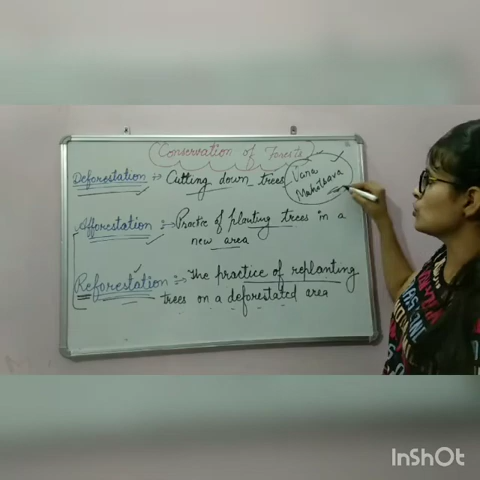 Conservation of Forests
Deforestation :- Cutting down trees
Vana
Mahotsava
Afforestation :- Practice of planting trees in a
new area
Reforestation :- The practice of replanting
trees on a deforestated area
InShOt